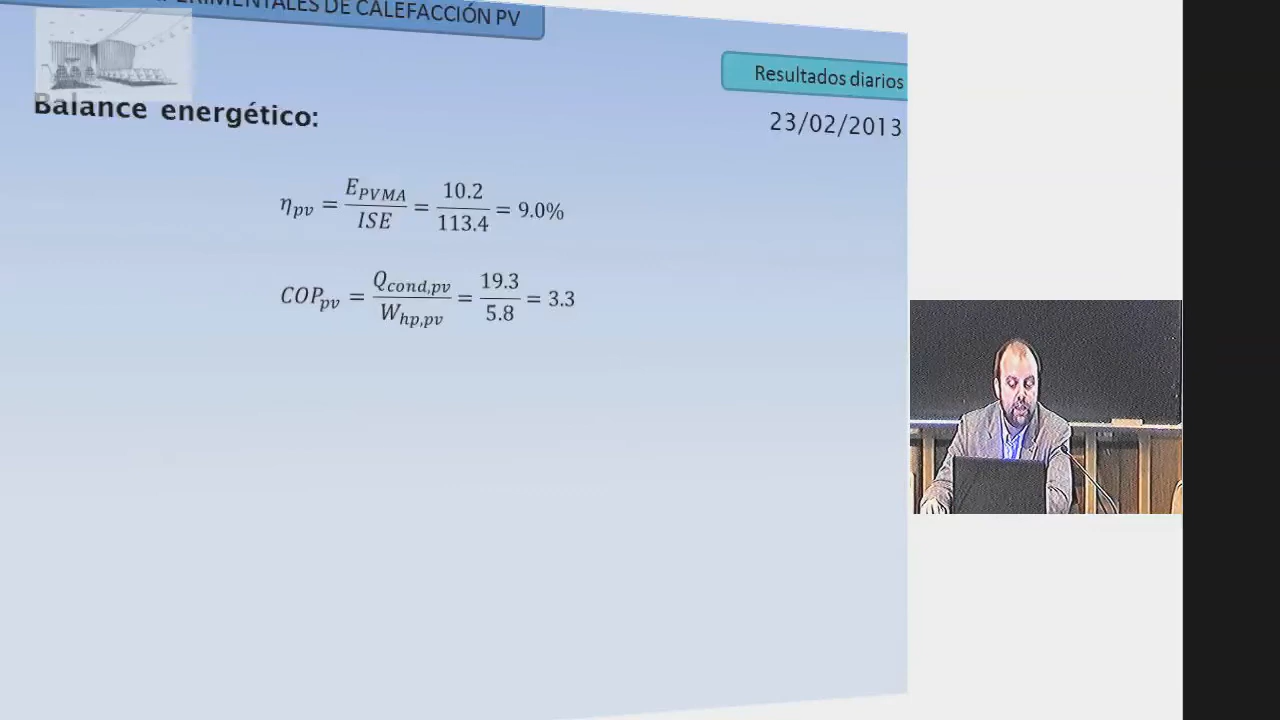 DE CALEFACCIÓN PV
Resultados diarios
Balance energético:
23/02/2013
η_pv = E_PVMA / ISE = 10.2 / 113.4 = 9.0%
COP_pv = Q_cond,pv / W_hp,pv = 19.3 / 5.8 = 3.3